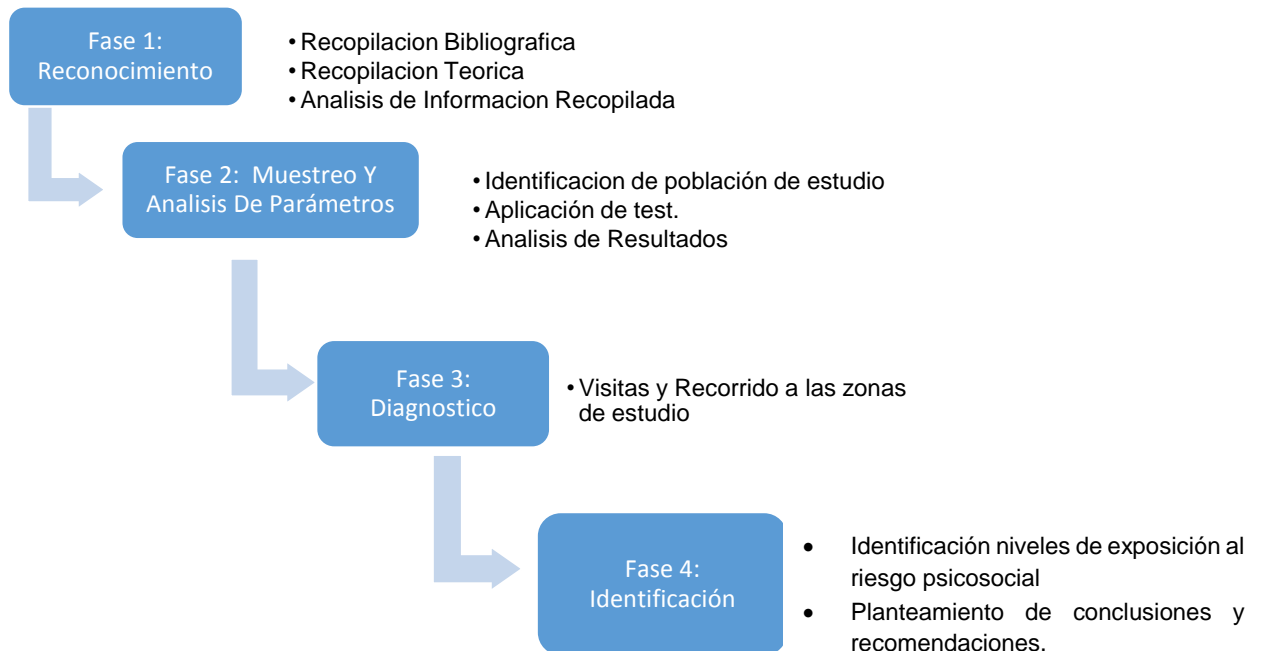 Fase 1:
Reconocimiento
• Recopilacion Bibliografica
• Recopilacion Teorica
• Analisis de Informacion Recopilada
Fase 2:  Muestreo Y
Analisis De Parámetros
• Identificacion de población de estudio
• Aplicación de test.
• Analisis de Resultados
Fase 3:
Diagnostico
• Visitas y Recorrido a las zonas
de estudio
Fase 4:
Identificación
• Identificación niveles de exposición al
riesgo psicosocial
• Planteamiento de conclusiones y
recomendaciones.